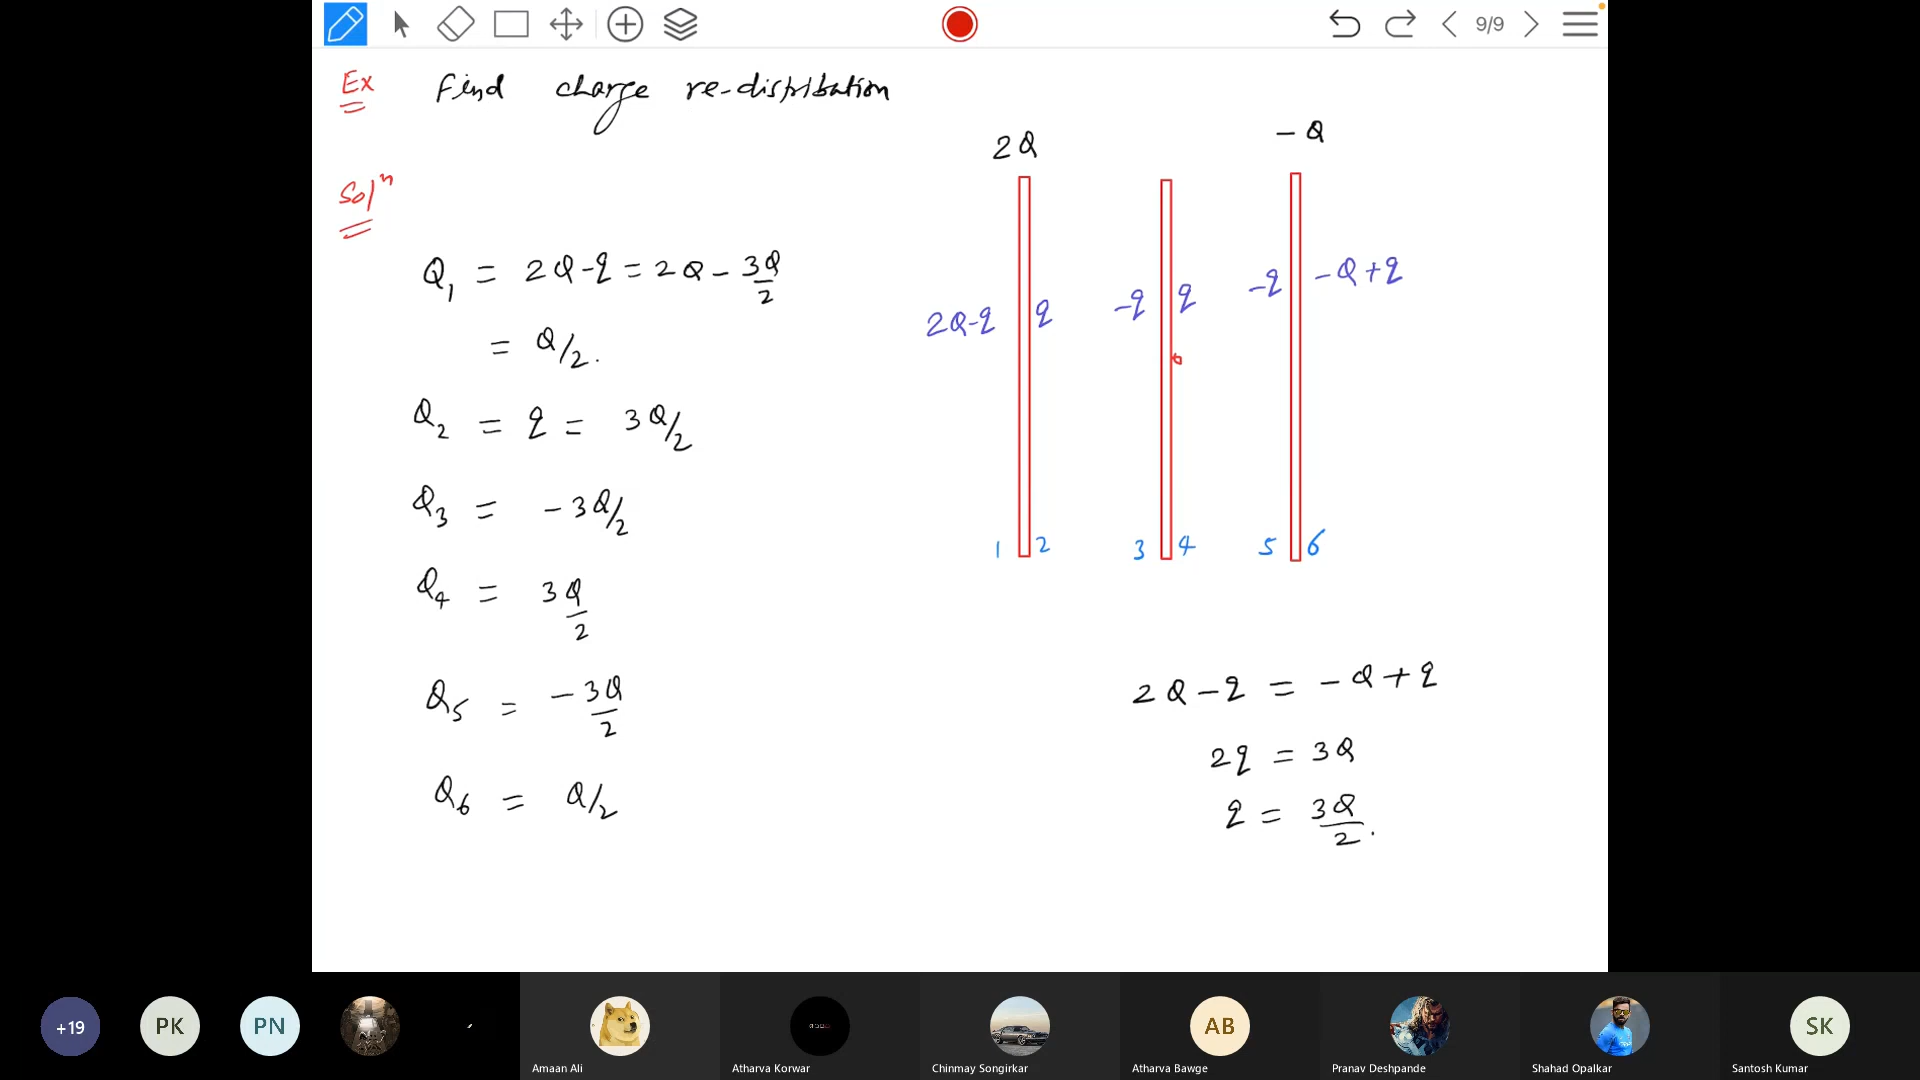 9/9
Ex Find charge re-distribution
2Q
-Q
Solⁿ
Q₁ = 2Q-q = 2Q - 3Q/2
= Q/2.
Q₂ = q = 3Q/2
Q₃ = -3Q/2
Q₄ = 3Q/2
Q₅ = -3Q/2
Q₆ = Q/2
2Q-q q -q q -q -Q+q
1 2 3 4 5 6
2Q-q = -Q+q
2q = 3Q
q = 3Q/2.
+19 PK PN AB SK
Amaan Ali Atharva Korwar Chinmay Songirkar Atharva Bawge Pranav Deshpande Shahad Opalkar Santosh Kumar